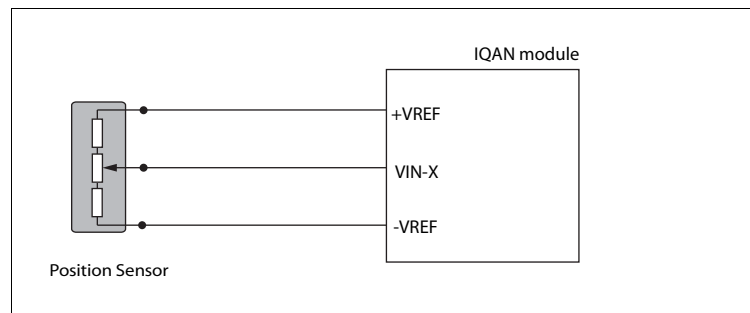 IQAN module
+VREF
VIN-X
-VREF
Position Sensor